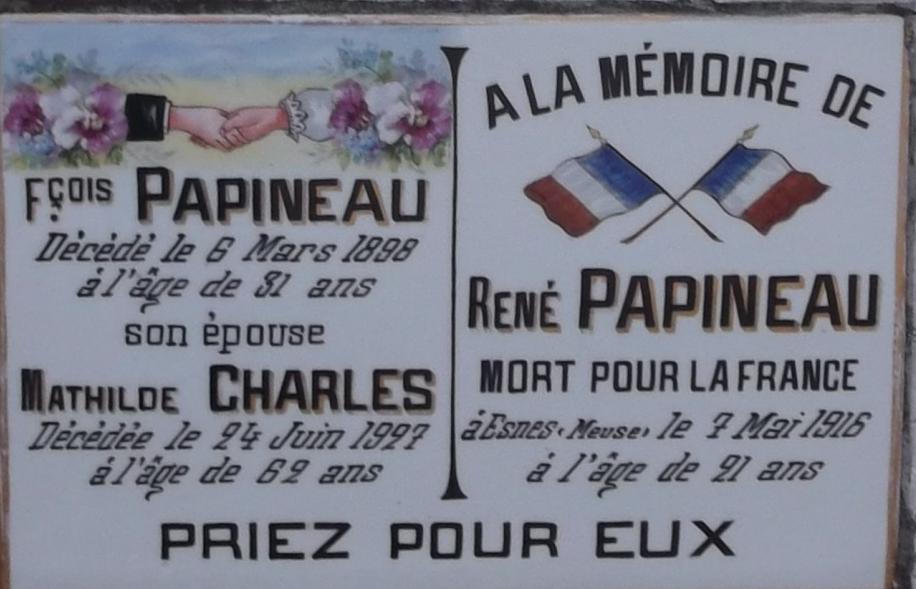 Fçois PAPINEAU
Décédé le 6 Mars 1898
à l'âge de 31 ans
son épouse
MATHILDE CHARLES
Décédée le 24 Juin 1927
à l'âge de 62 ans
A LA MÉMOIRE DE
RENÉ PAPINEAU
MORT POUR LA FRANCE
à Esnes (Meuse) le 7 Mai 1916
à l'âge de 21 ans
PRIEZ POUR EUX